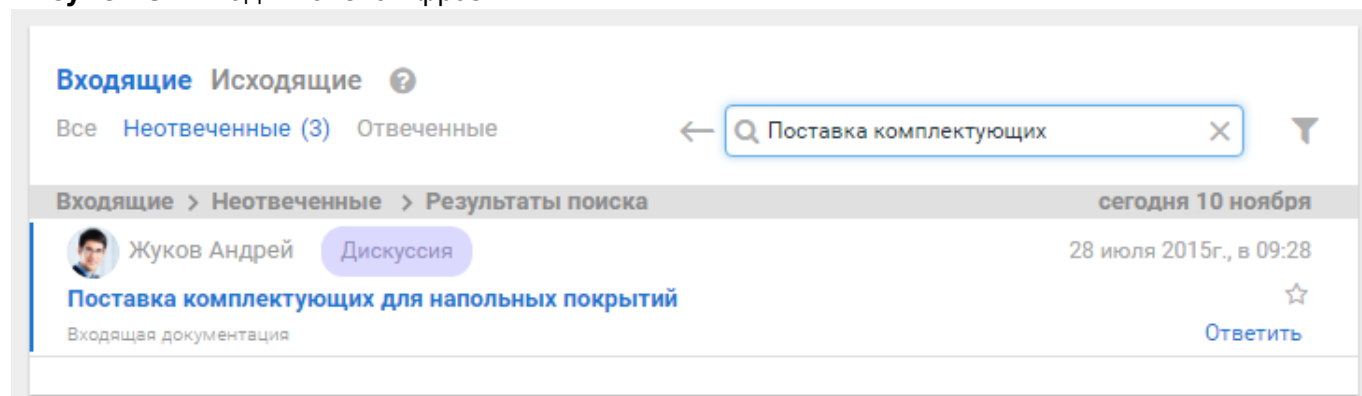 Входящие Исходящие ?
Все Неотвеченные (3) Отвеченные Поставка комплектующих
Входящие > Неотвеченные > Результаты поиска сегодня 10 ноября
Жуков Андрей Дискуссия 28 июля 2015г., в 09:28
Поставка комплектующих для напольных покрытий
Входящая документация Ответить